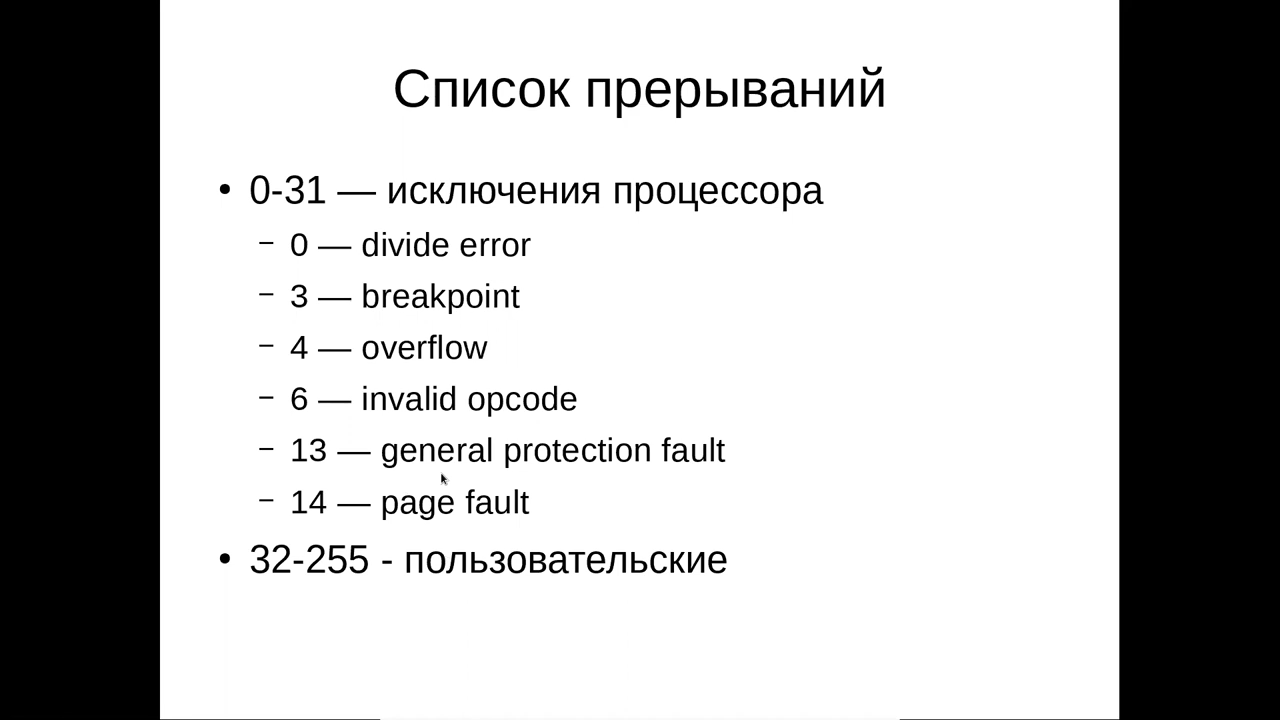 Список прерываний
• 0-31 — исключения процессора
– 0 — divide error
– 3 — breakpoint
– 4 — overflow
– 6 — invalid opcode
– 13 — general protection fault
– 14 — page fault
• 32-255 - пользовательские